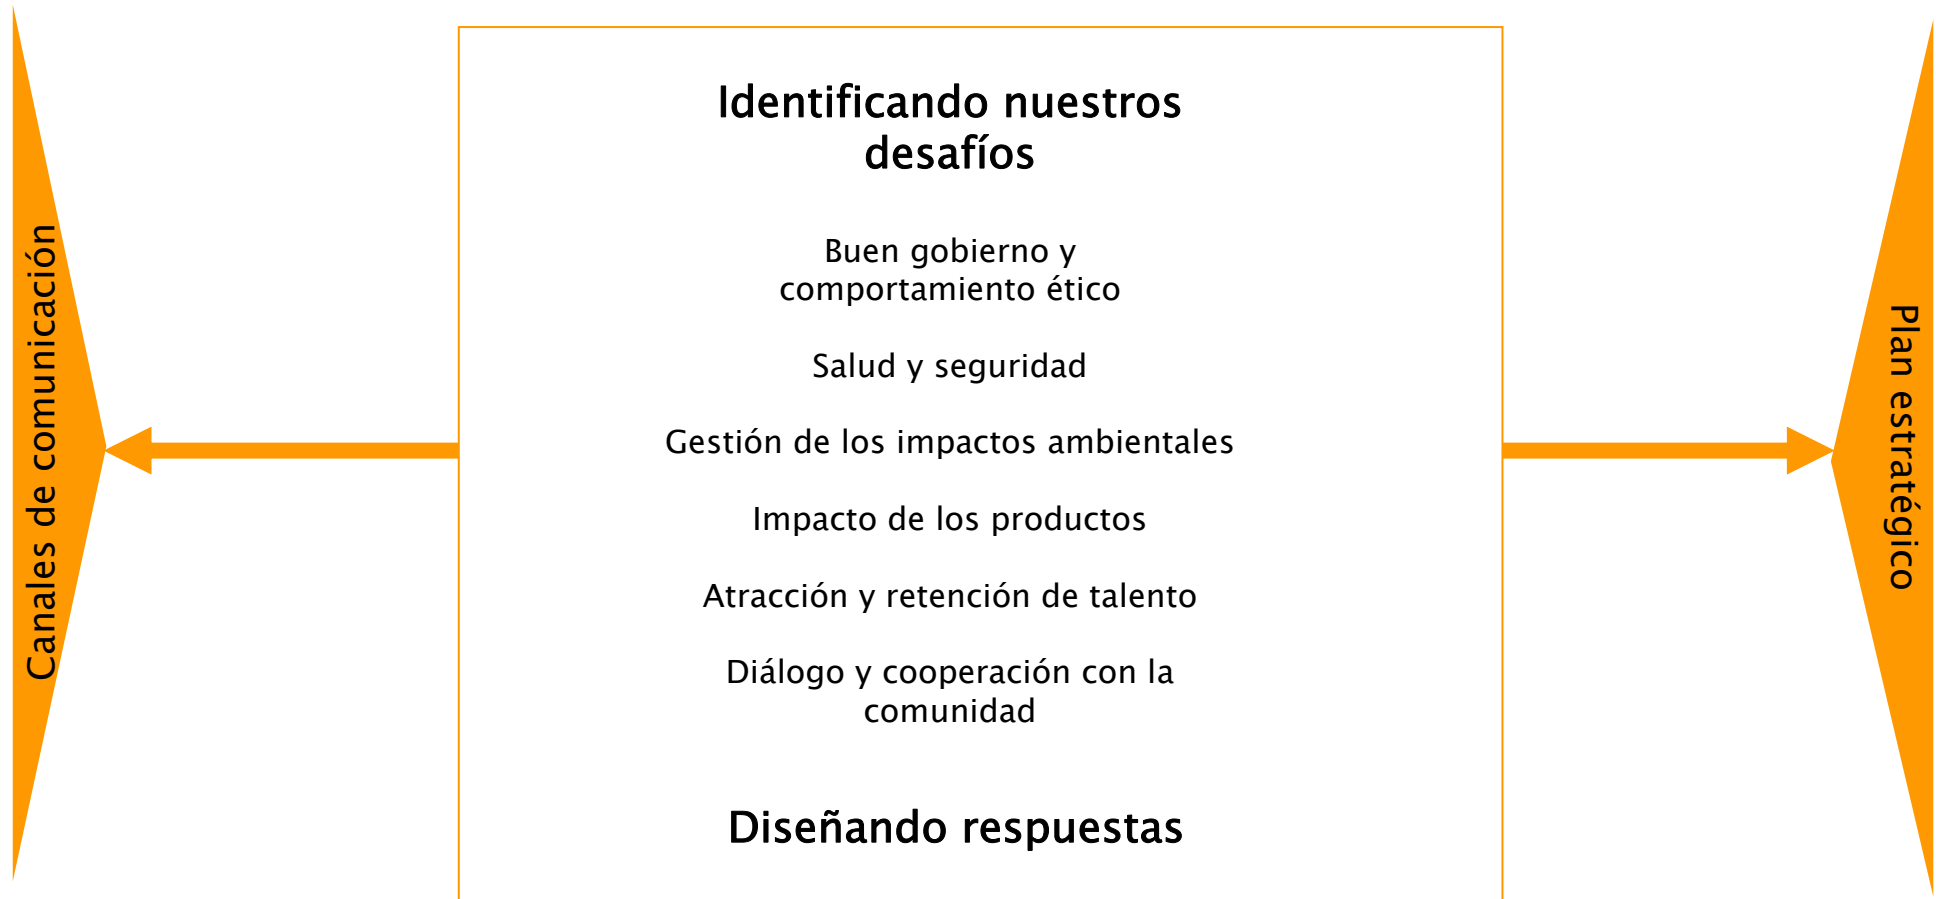 Canales de comunicación
Identificando nuestros
desafíos
Buen gobierno y
comportamiento ético
Salud y seguridad
Gestión de los impactos ambientales
Impacto de los productos
Atracción y retención de talento
Diálogo y cooperación con la
comunidad
Diseñando respuestas
Plan estratégico